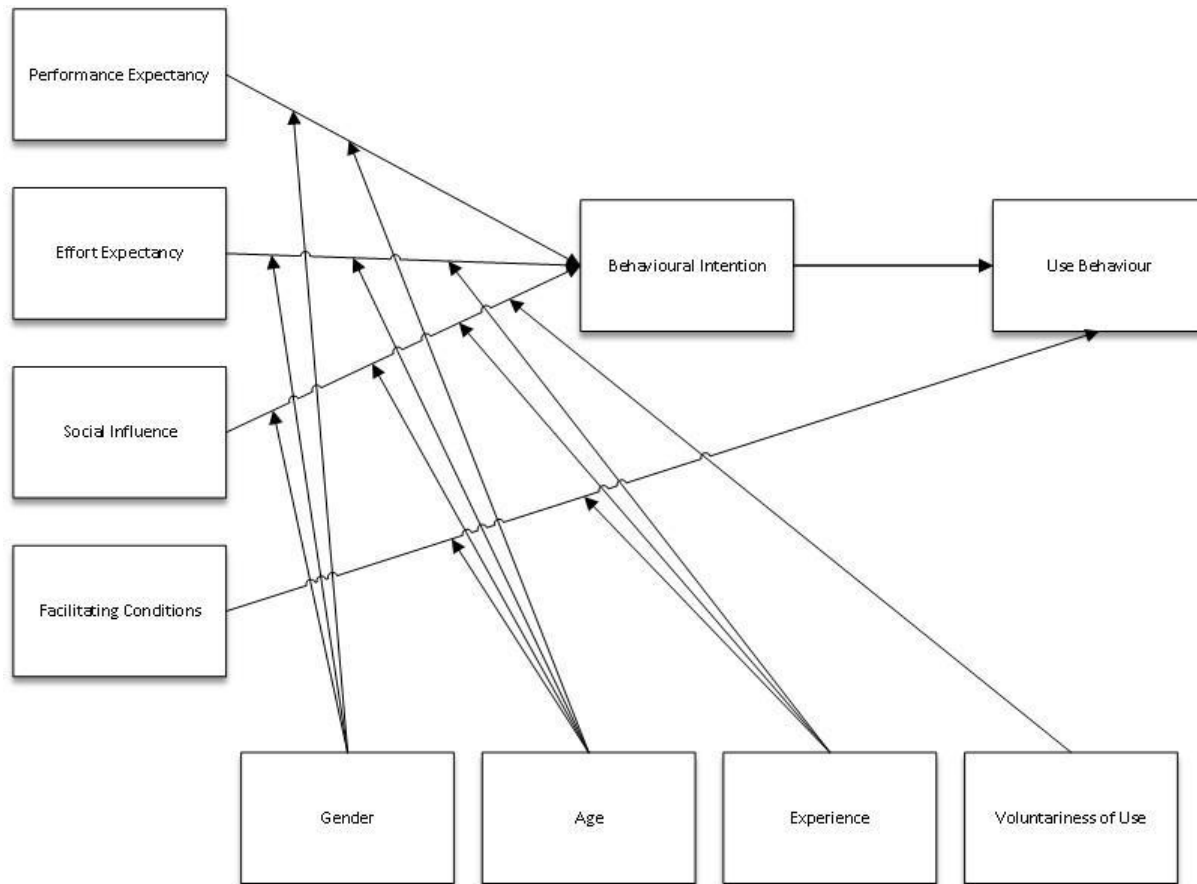 Performance Expectancy
Effort Expectancy
Behavioural Intention
Use Behaviour
Social Influence
Facilitating Conditions
Gender
Age
Experience
Voluntariness of Use